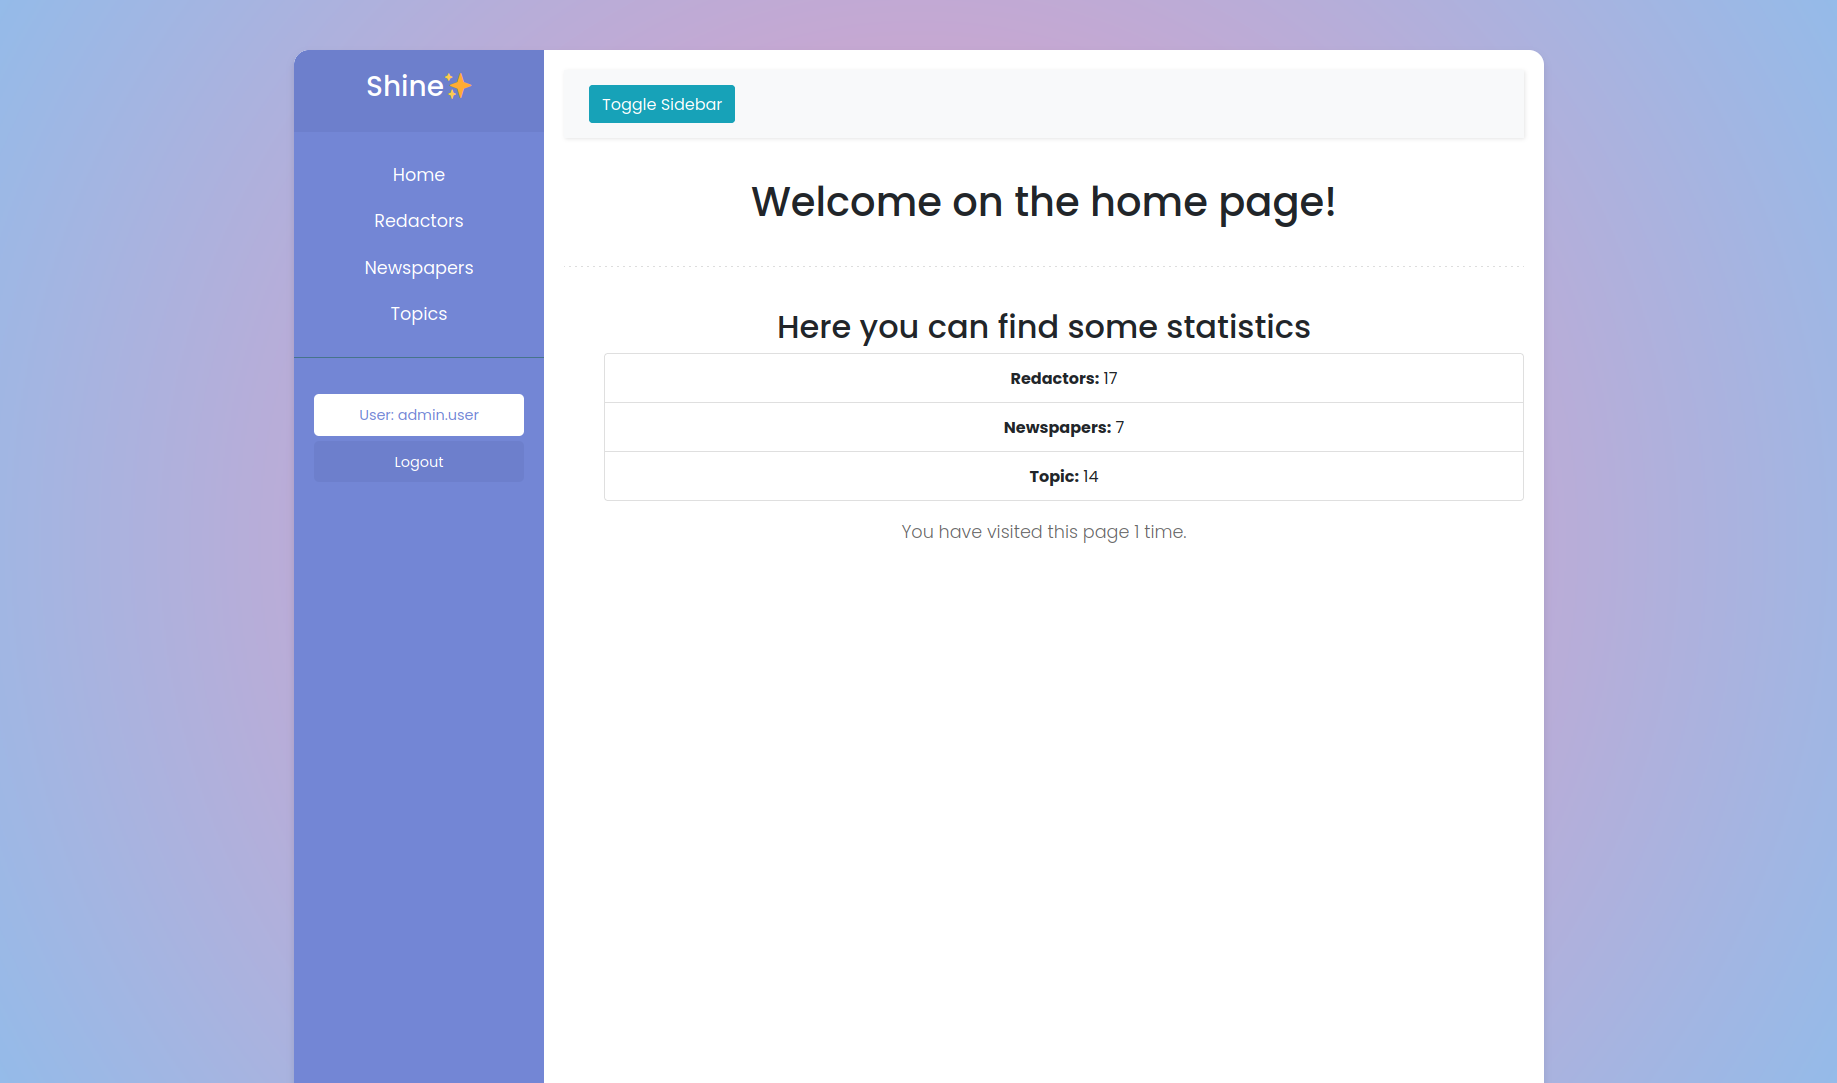 Shine✨
Home
Redactors
Newspapers
Topics
User: admin.user
Logout
Toggle Sidebar
Welcome on the home page!
Here you can find some statistics
Redactors: 17
Newspapers: 7
Topic: 14
You have visited this page 1 time.